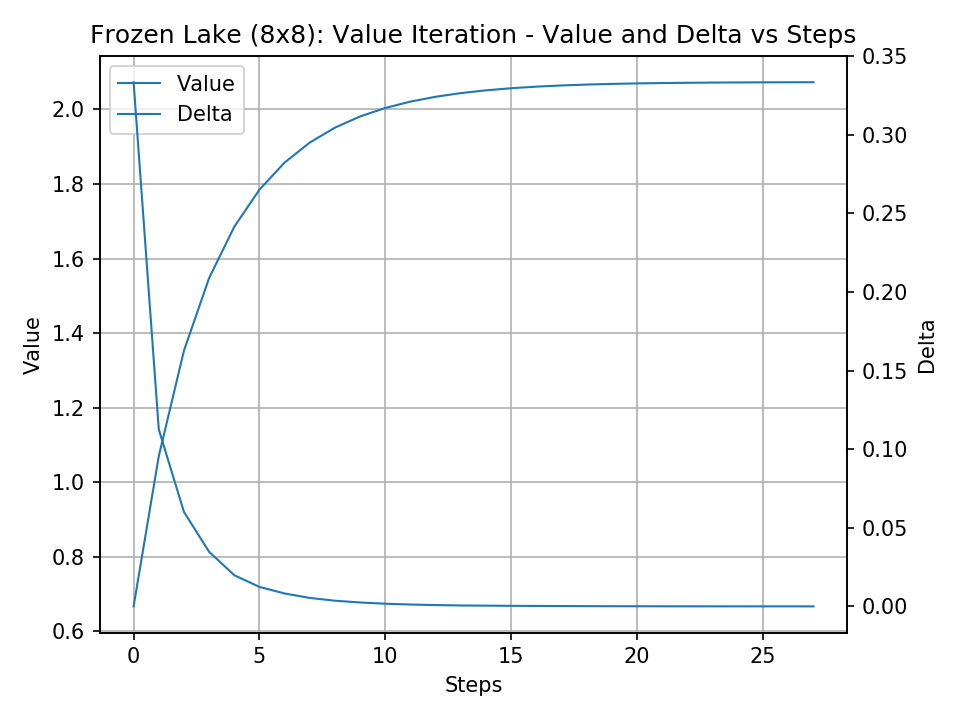 Frozen Lake (8x8): Value Iteration - Value and Delta vs Steps
Value
Delta
2.0
1.8
1.6
1.4
1.2
1.0
0.8
0.6
Value
0.35
0.30
0.25
0.20
0.15
0.10
0.05
0.00
Delta
0 5 10 15 20 25
Steps